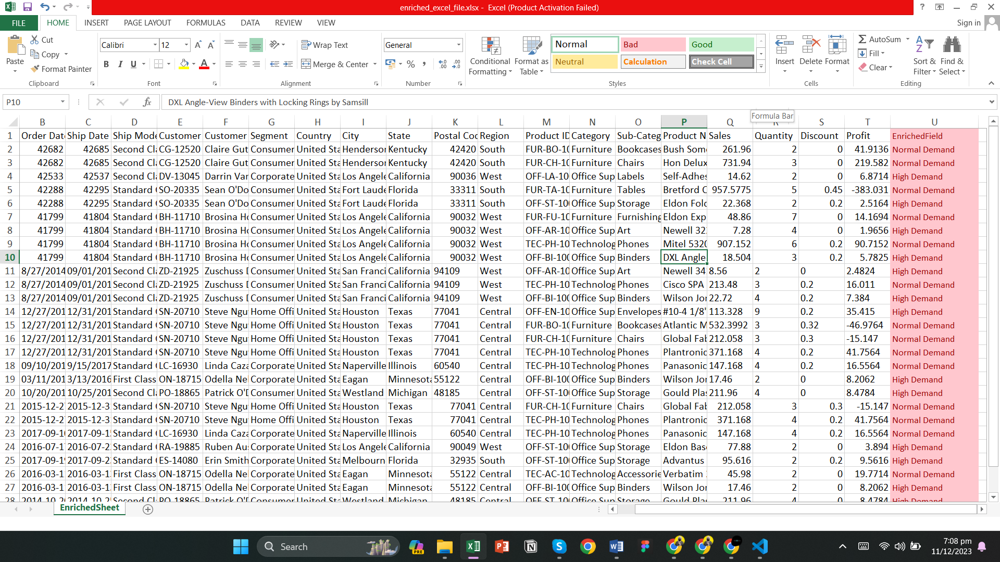 enriched_excel_file.xlsx - Excel (Product Activation Failed)
?
FILE HOME INSERT PAGE LAYOUT FORMULAS DATA REVIEW VIEW Sign in
Paste Cut
Copy
Format Painter
Clipboard
Calibri 12 A A
B I U A
Font
Wrap Text
Merge & Center
Alignment
General
% , .00 .00
Number
Conditional Formatting
Format as Table
Normal Bad Good
Neutral Calculation Check Cell
Styles
Insert Delete Format
Cells
AutoSum
Fill
Clear
Sort & Filter
Find & Select
Editing
P10 fx DXL Angle-View Binders with Locking Rings by Samsill
Formula Bar
B C D E F G H I J K L M N O P Q R S T U
1 Order Dat Ship Date Ship Mode Customer Customer Segment Country City State Postal Coc Region Product ID Category Sub-Categ Product N Sales Quantity Discount Profit EnrichedField
2 42682 42685 Second Cla CG-12520 Claire Gut Consumer United Sta Henderson Kentucky 42420 South FUR-BO-10 Furniture Bookcases Bush Som 261.96 2 0 41.9136 Normal Demand
3 42682 42685 Second Cla CG-12520 Claire Gut Consumer United Sta Henderson Kentucky 42420 South FUR-CH-10 Furniture Chairs Hon Delux 731.94 3 0 219.582 Normal Demand
4 42533 42537 Second Cla DV-13045 Darrin Van Corporate United Sta Los Angele California 90036 West OFF-LA-10 Office Sup Labels Self-Adhes 14.62 2 0 6.8714 High Demand
5 42288 42295 Standard SO-20335 Sean O'Do Consumer United Sta Fort Laude Florida 33311 South FUR-TA-10 Furniture Tables Bretford C 957.5775 5 0.45 -383.031 Normal Demand
6 42288 42295 Standard SO-20335 Sean O'Do Consumer United Sta Fort Laude Florida 33311 South OFF-ST-100 Office Sup Storage Eldon Fold 22.368 2 0.2 2.5164 High Demand
7 41799 41804 Standard BH-11710 Brosina Ho Consumer United Sta Los Angele California 90032 West FUR-FU-10 Furniture Furnishing Eldon Exp 48.86 7 0 14.1694 Normal Demand
8 41799 41804 Standard BH-11710 Brosina Ho Consumer United Sta Los Angele California 90032 West OFF-AR-10 Office Sup Art Newell 32 7.28 4 0 1.9656 High Demand
9 41799 41804 Standard BH-11710 Brosina Ho Consumer United Sta Los Angele California 90032 West TEC-PH-10 Technolog Phones Mitel 5320 907.152 6 0.2 90.7152 Normal Demand
10 41799 41804 Standard BH-11710 Brosina Ho Consumer United Sta Los Angele California 90032 West OFF-BI-100 Office Sup Binders DXL Angle 18.504 3 0.2 5.7825 High Demand
11 8/27/2014 09/01/201 Second Cla ZD-21925 Zuschuss D Consumer United Sta San Franci California 94109 West OFF-AR-10 Office Sup Art Newell 34 8.56 2 0 2.4824 High Demand
12 8/27/2014 09/01/201 Second Cla ZD-21925 Zuschuss D Consumer United Sta San Franci California 94109 West TEC-PH-10 Technolog Phones Cisco SPA 213.48 3 0.2 16.011 Normal Demand
13 8/27/2014 09/01/201 Second Cla ZD-21925 Zuschuss D Consumer United Sta San Franci California 94109 West OFF-BI-100 Office Sup Binders Wilson Jor 22.72 4 0.2 7.384 High Demand
14 12/27/201 12/31/201 Standard SN-20710 Steve Ngu Home Offi United Sta Houston Texas 77041 Central OFF-EN-10 Office Sup Envelopes #10-4 1/8" 113.328 9 0.2 35.415 High Demand
15 12/27/201 12/31/201 Standard SN-20710 Steve Ngu Home Offi United Sta Houston Texas 77041 Central FUR-BO-10 Furniture Bookcases Atlantic M 532.3992 3 0.32 -46.9764 Normal Demand
16 12/27/201 12/31/201 Standard SN-20710 Steve Ngu Home Offi United Sta Houston Texas 77041 Central FUR-CH-10 Furniture Chairs Global Fab 212.058 3 0.3 -15.147 Normal Demand
17 12/27/201 12/31/201 Standard SN-20710 Steve Ngu Home Offi United Sta Houston Texas 77041 Central TEC-PH-10 Technolog Phones Plantronic 371.168 4 0.2 41.7564 Normal Demand
18 09/10/201 9/15/2017 Standard LC-16930 Linda Caza Corporate United Sta Naperville Illinois 60540 Central TEC-PH-10 Technolog Phones Panasonic 147.168 4 0.2 16.5564 Normal Demand
19 03/11/201 3/13/2016 First Class ON-18715 Odella Nel Corporate United Sta Eagan Minnesota 55122 Central OFF-BI-100 Office Sup Binders Wilson Jor 17.46 2 0 8.2062 High Demand
20 10/20/201 10/25/201 Second Cla PO-18865 Patrick O'D Consumer United Sta Westland Michigan 48185 Central OFF-ST-100 Office Sup Storage Gould Plas 211.96 4 0 8.4784 High Demand
21 2015-12-2 2015-12-3 Standard SN-20710 Steve Ngu Home Offi United Sta Houston Texas 77041 Central FUR-CH-10 Furniture Chairs Global Fab 212.058 3 0.3 -15.147 Normal Demand
22 2015-12-2 2015-12-3 Standard SN-20710 Steve Ngu Home Offi United Sta Houston Texas 77041 Central TEC-PH-10 Technolog Phones Plantronic 371.168 4 0.2 41.7564 Normal Demand
23 2017-09-1 2017-09-1 Standard LC-16930 Linda Caza Corporate United Sta Naperville Illinois 60540 Central TEC-PH-10 Technolog Phones Panasonic 147.168 4 0.2 16.5564 Normal Demand
24 2016-07-1 2016-07-2 Standard RA-19885 Ruben Aus Corporate United Sta Los Angele California 90049 West OFF-ST-100 Office Sup Storage Eldon Base 77.88 2 0 3.894 High Demand
25 2017-09-1 2017-09-2 Standard ES-14080 Erin Smith Corporate United Sta Melbourn Florida 32935 South OFF-ST-100 Office Sup Storage Advantus 95.616 2 0.2 9.5616 High Demand
26 2016-03-1 2016-03-1 First Class ON-18715 Odella Nel Corporate United Sta Eagan Minnesota 55122 Central TEC-AC-10 Technolog Accessorie Verbatim 45.98 2 0 19.7714 Normal Demand
27 2016-03-1 2016-03-1 First Class ON-18715 Odella Nel Corporate United Sta Eagan Minnesota 55122 Central OFF-BI-100 Office Sup Binders Wilson Jor 17.46 2 0 8.2062 High Demand
28 2014-10-2 2014-10-2 Second Cla PO-18865 Patrick O'D Consumer United Sta Westland Michigan 48185 Central OFF-ST-100 Office Sup Storage Gould Plas 211.96 4 0 8.4784 High Demand
EnrichedSheet
Search
PRE
7:08 pm
11/12/2023